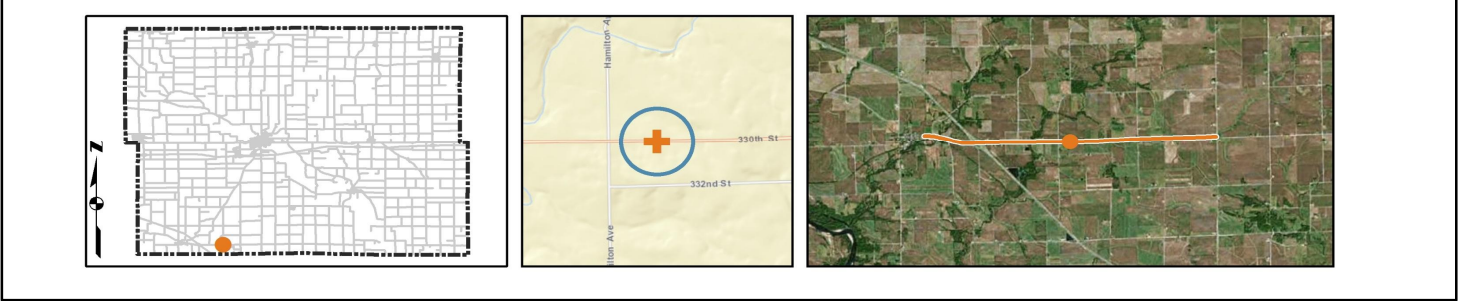 Z
Hamilton Av
330th St
332nd St
ilton Ave